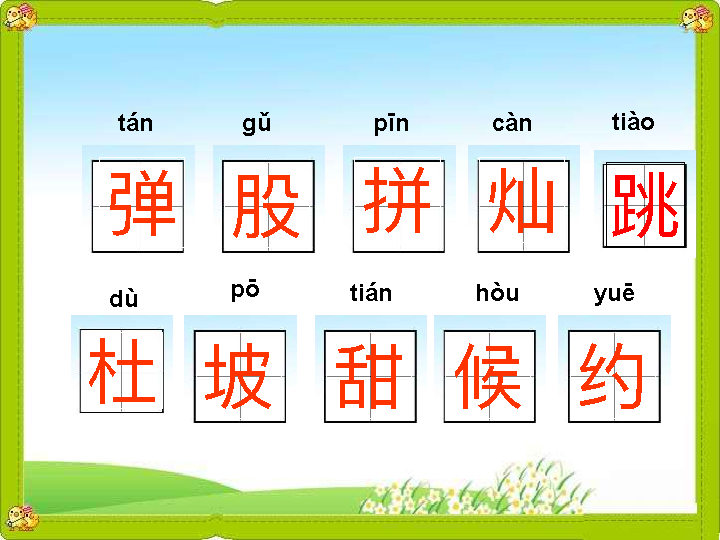 tán gǔ pīn càn tiào
弹 股 拼 灿 跳
dù pō tián hòu yuē
杜 坡 甜 候 约